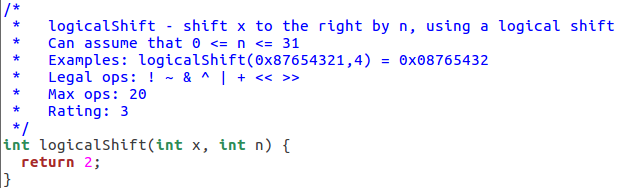 /*
 *   logicalShift - shift x to the right by n, using a logical shift
 *   Can assume that 0 <= n <= 31
 *   Examples: logicalShift(0x87654321,4) = 0x08765432
 *   Legal ops: ! ~ & ^ | + << >>
 *   Max ops: 20
 *   Rating: 3
 */
int logicalShift(int x, int n) {
  return 2;
}